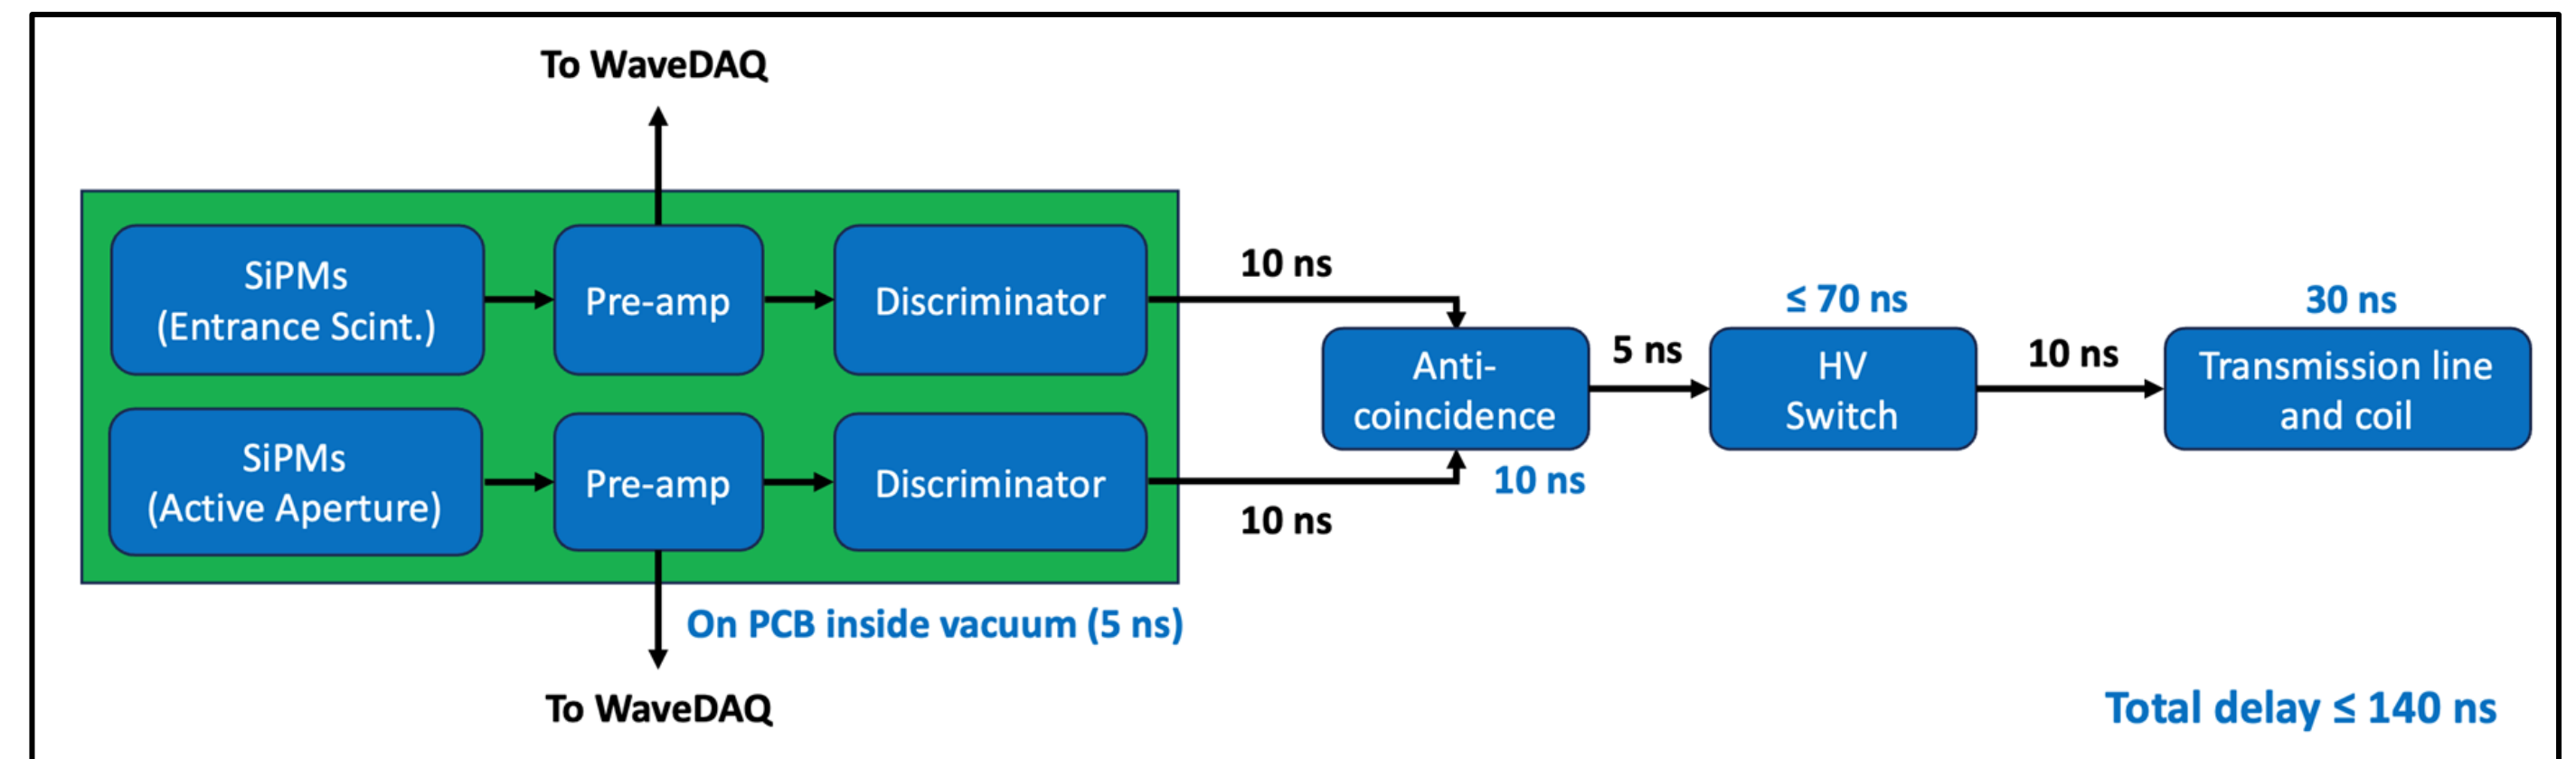 To WaveDAQ
SiPMs
(Entrance Scint.)
Pre-amp
Discriminator
10 ns
SiPMs
(Active Aperture)
Pre-amp
Discriminator
10 ns
On PCB inside vacuum (5 ns)
To WaveDAQ
Anti-
coincidence
10 ns
5 ns
≤ 70 ns
HV
Switch
10 ns
30 ns
Transmission line
and coil
Total delay ≤ 140 ns